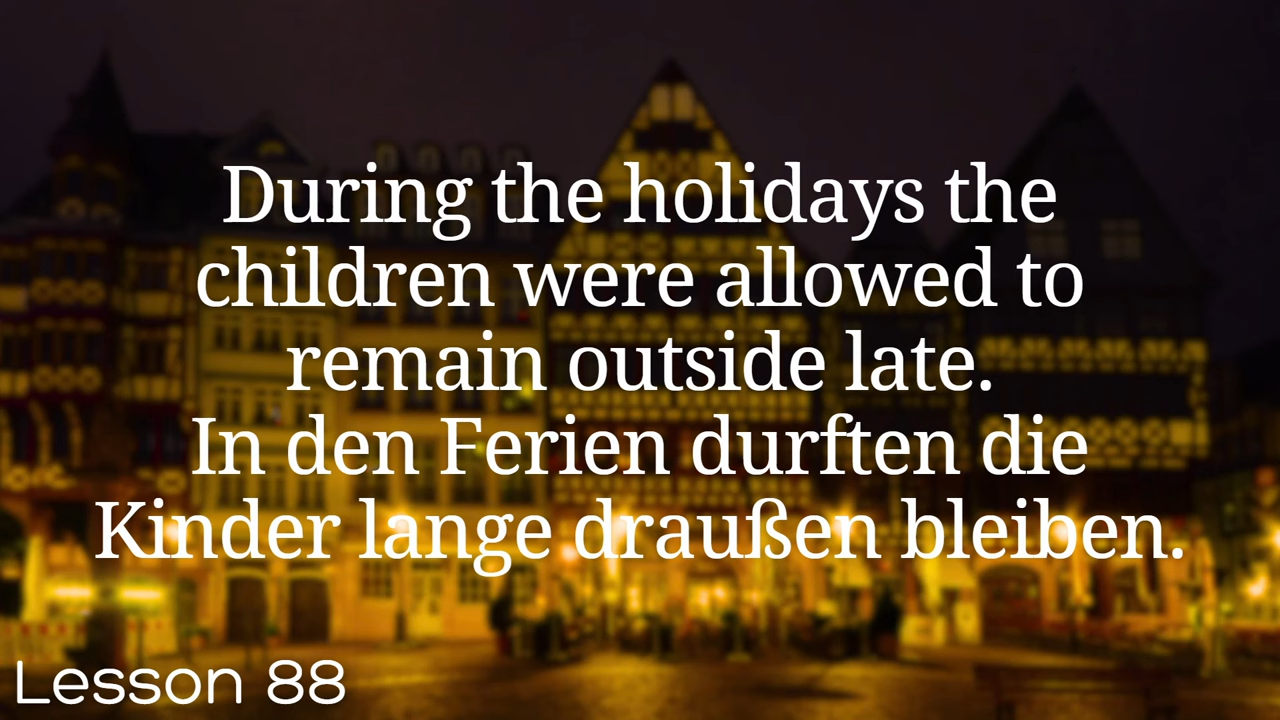 During the holidays the
children were allowed to
remain outside late.
In den Ferien durften die
Kinder lange draußen bleiben.
Lesson 88